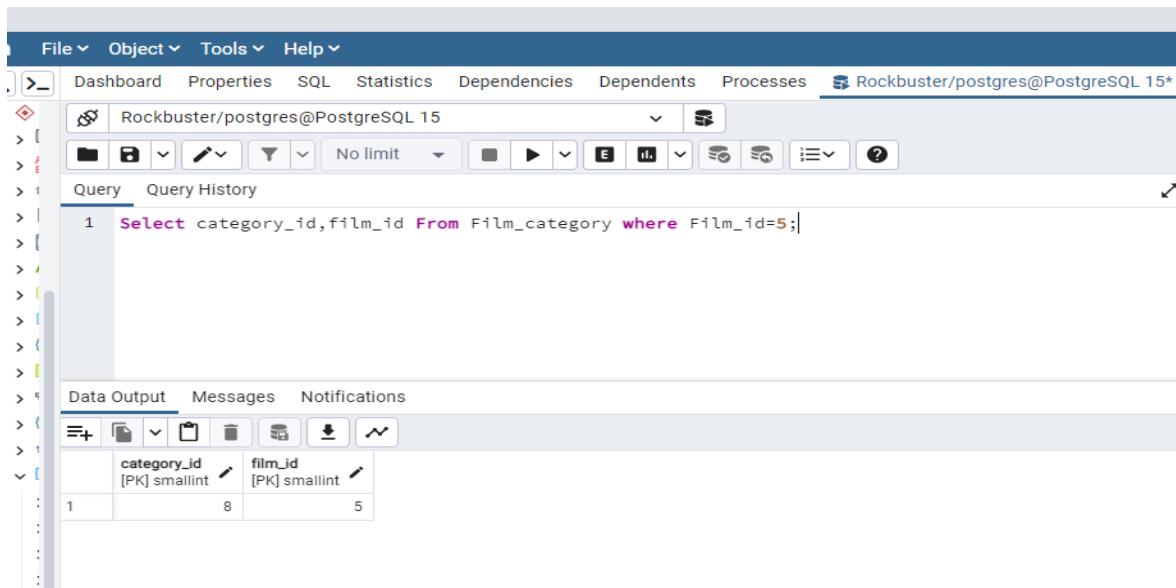 File Object Tools Help
Dashboard Properties SQL Statistics Dependencies Dependents Processes Rockbuster/postgres@PostgreSQL 15*
Rockbuster/postgres@PostgreSQL 15
No limit E
Query Query History
1 Select category_id,film_id From Film_category where Film_id=5;
Data Output Messages Notifications
category_id film_id
[PK] smallint [PK] smallint
1 8 5